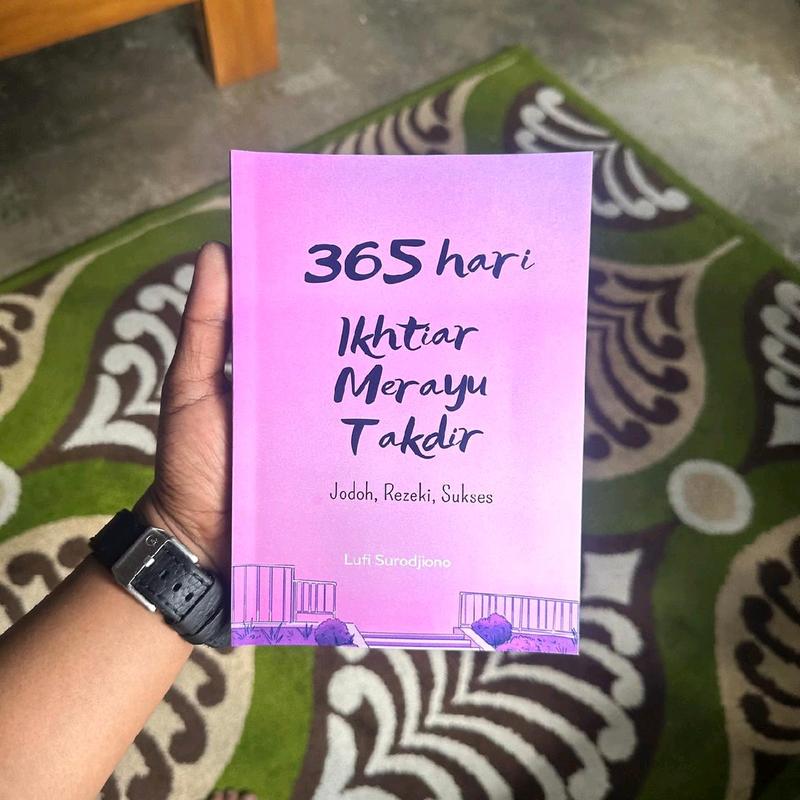 365 hari
Ikhtiar
Merayu
Takdir
Jodoh, Rezeki, Sukses
Lufi Surodjiono